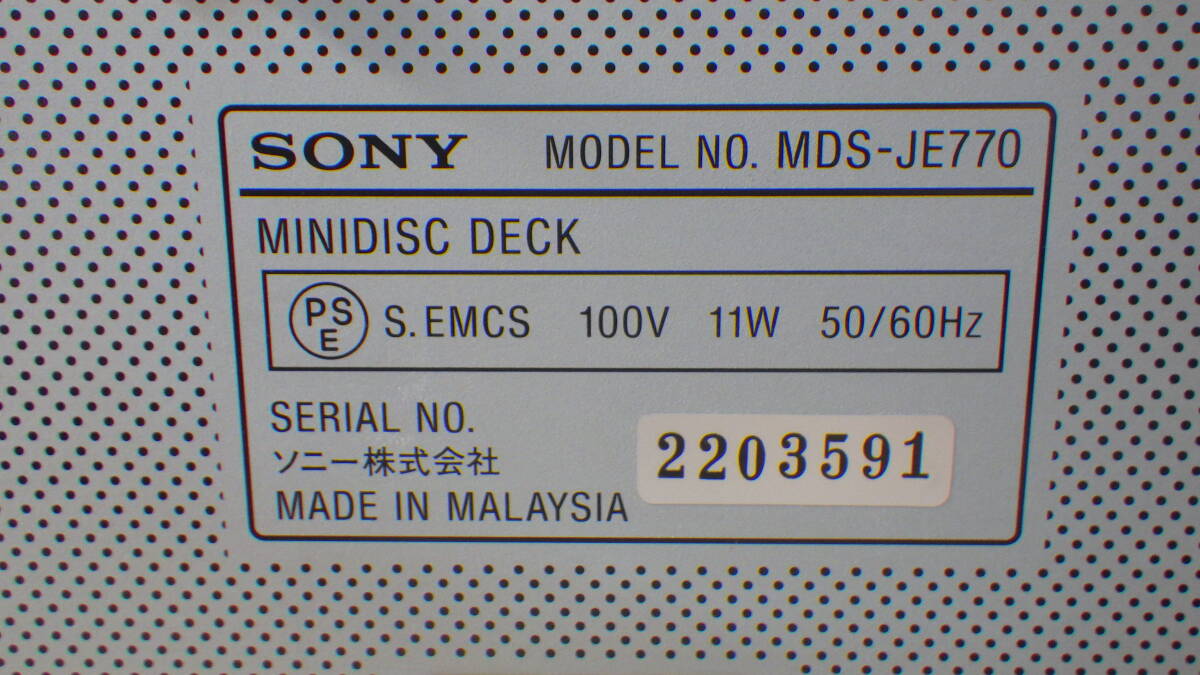 SONY MODEL NO. MDS-JE770
MINIDISC DECK
PSE S. EMCS 100V 11W 50/60Hz
SERIAL NO.
ソニー株式会社 2203591
MADE IN MALAYSIA